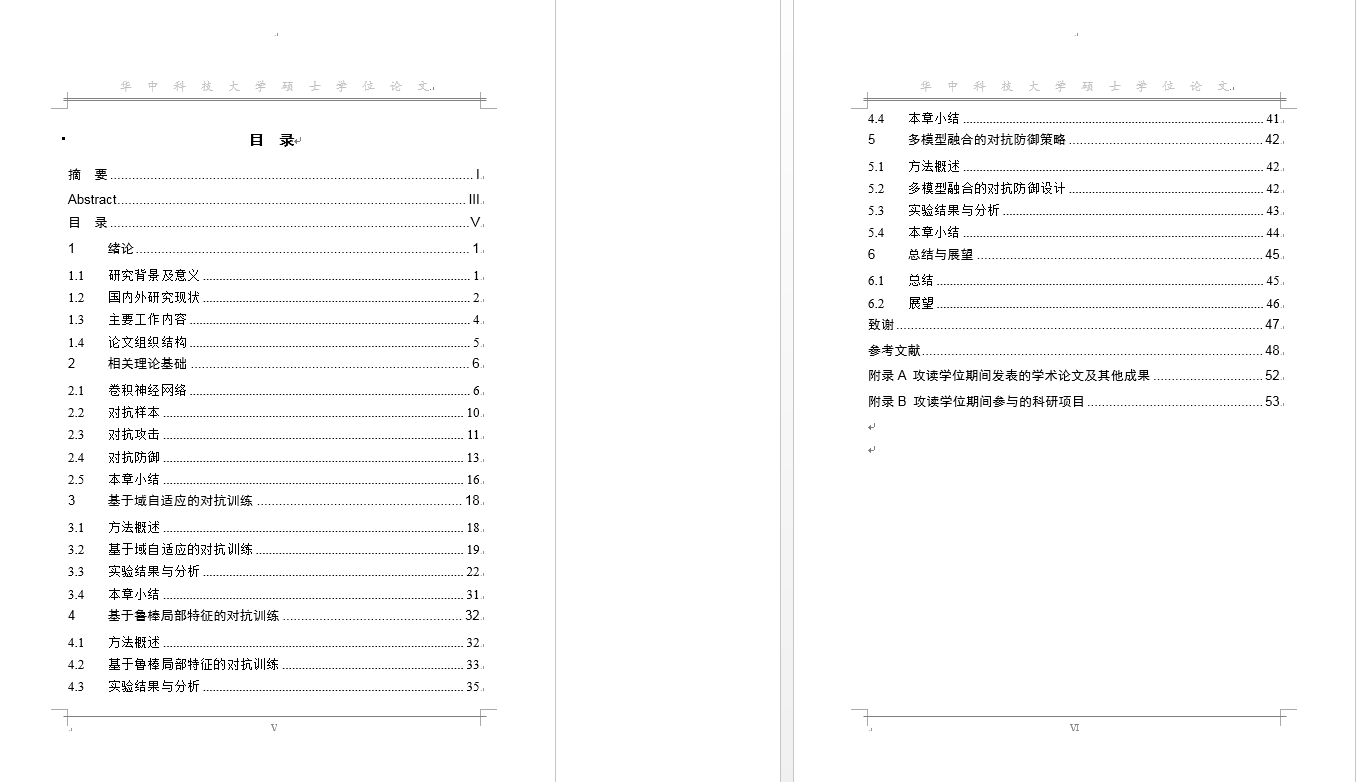 华中科技大学硕士学位论文
目 录
摘 要 I
Abstract III
目 录 V
1 绪论 1
1.1 研究背景及意义 1
1.2 国内外研究现状 2
1.3 主要工作内容 4
1.4 论文组织结构 5
2 相关理论基础 6
2.1 卷积神经网络 6
2.2 对抗样本 10
2.3 对抗攻击 11
2.4 对抗防御 13
2.5 本章小结 16
3 基于域自适应的对抗训练 18
3.1 方法概述 18
3.2 基于域自适应的对抗训练 19
3.3 实验结果与分析 22
3.4 本章小结 31
4 基于鲁棒局部特征的对抗训练 32
4.1 方法概述 32
4.2 基于鲁棒局部特征的对抗训练 33
4.3 实验结果与分析 35
V
华中科技大学硕士学位论文
4.4 本章小结 41
5 多模型融合的对抗防御策略 42
5.1 方法概述 42
5.2 多模型融合的对抗防御设计 42
5.3 实验结果与分析 43
5.4 本章小结 44
6 总结与展望 45
6.1 总结 45
6.2 展望 46
致谢 47
参考文献 48
附录 A 攻读学位期间发表的学术论文及其他成果 52
附录 B 攻读学位期间参与的科研项目 53
VI